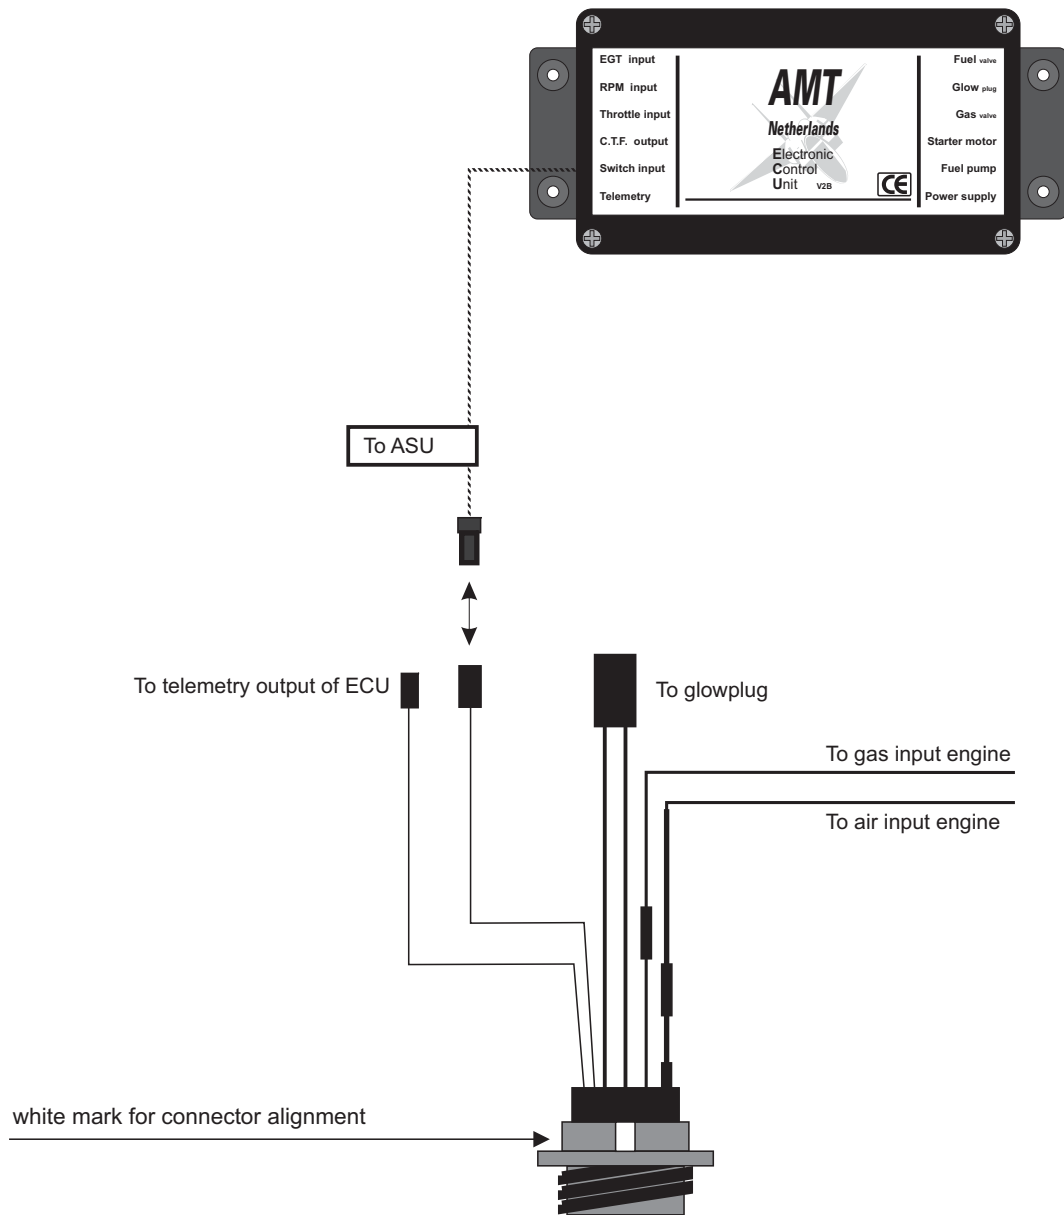 EGT input
RPM input
Throttle input
C.T.F. output
Switch input
Telemetry
AMT
Netherlands
Electronic
Control
Unit V2B
CE
Fuel valve
Glow plug
Gas valve
Starter motor
Fuel pump
Power supply
To ASU
To telemetry output of ECU
To glowplug
To gas input engine
To air input engine
white mark for connector alignment